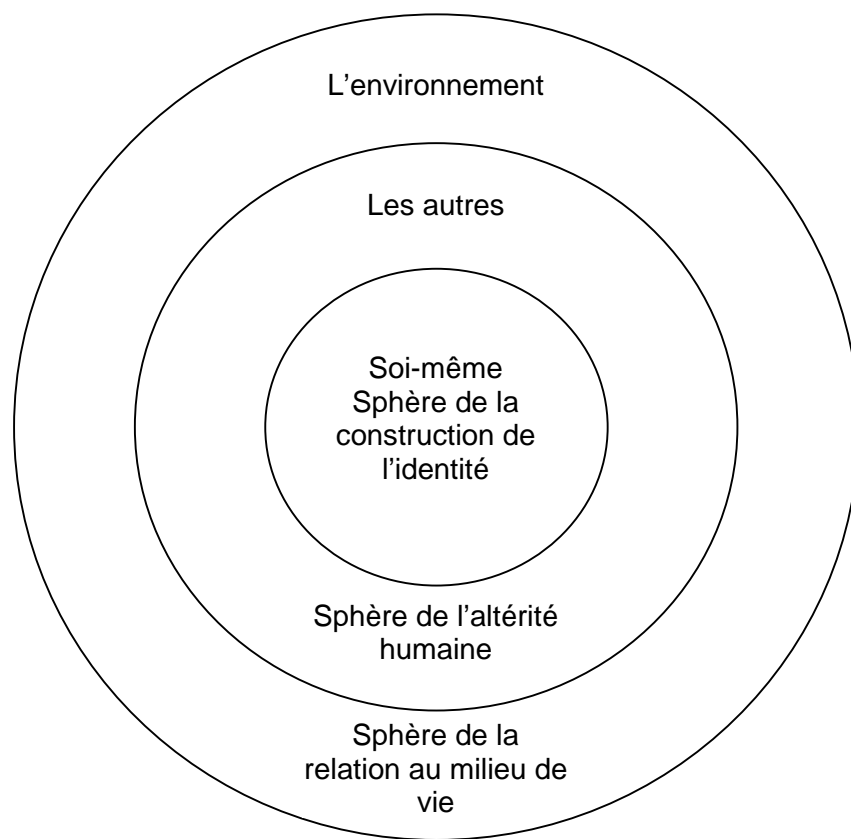 L’environnement
Les autres
Soi-même
Sphère de la
construction de
l’identité
Sphère de l’altérité
humaine
Sphère de la
relation au milieu de
vie